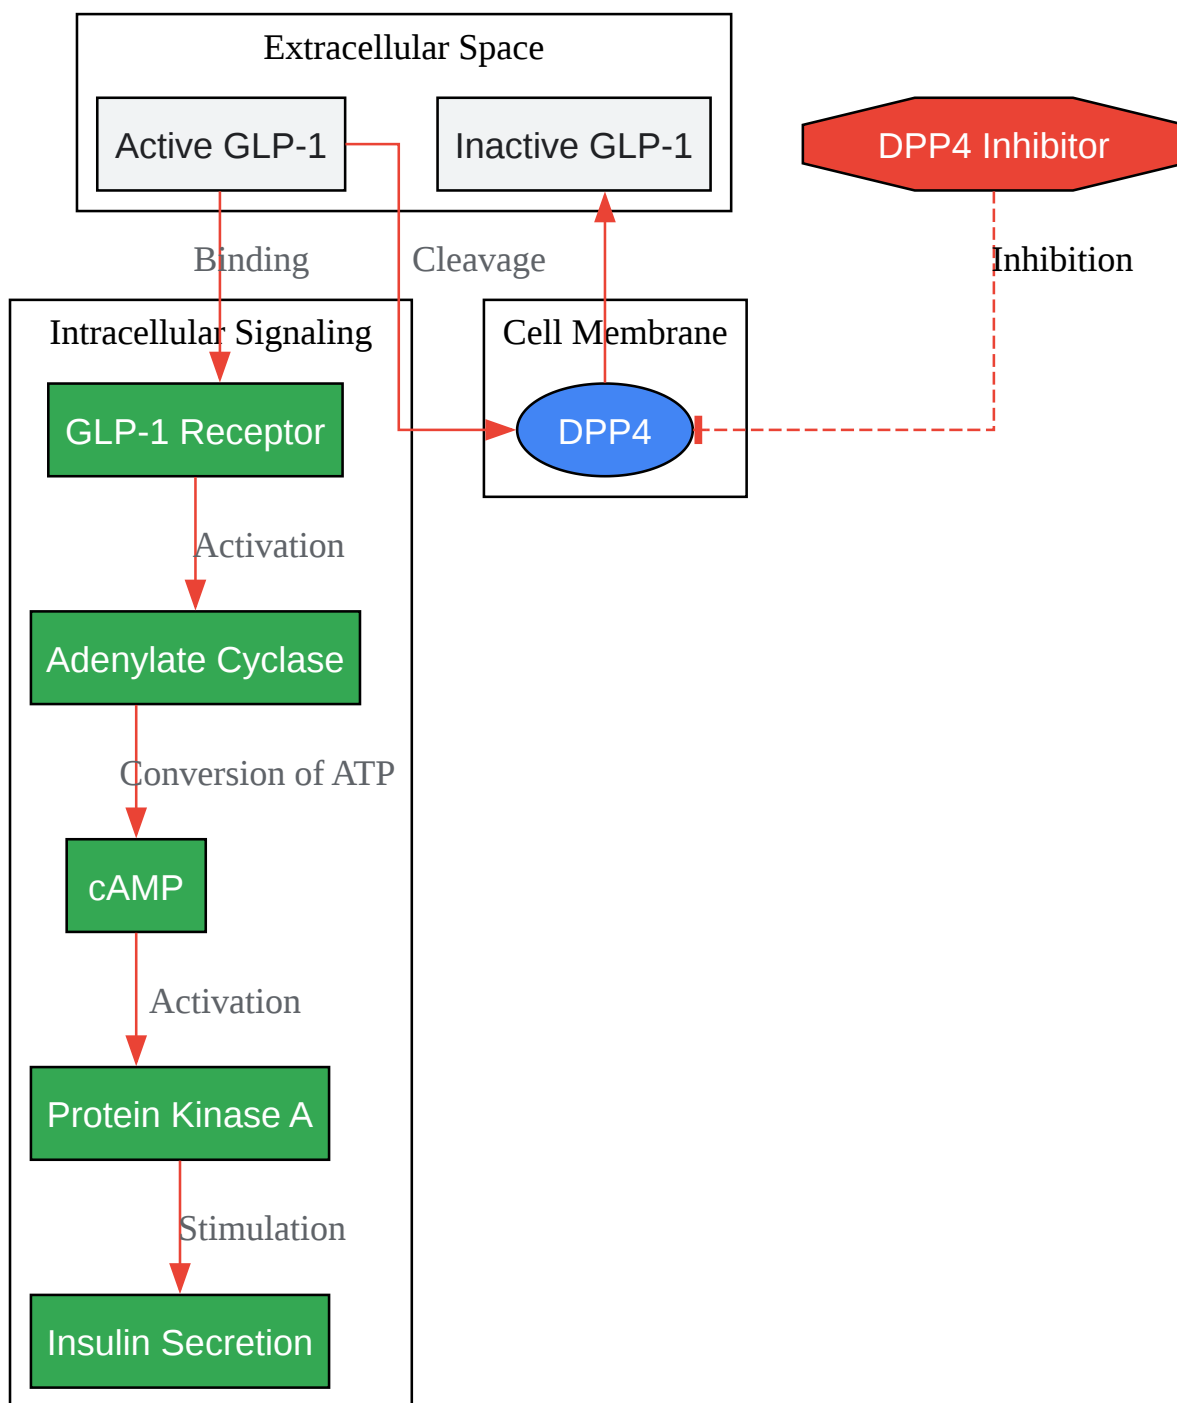 Extracellular Space
Active GLP-1
Inactive GLP-1
DPP4 Inhibitor
Binding
Cleavage
Inhibition
Intracellular Signaling
Cell Membrane
GLP-1 Receptor
DPP4
Activation
Adenylate Cyclase
Conversion of ATP
cAMP
Activation
Protein Kinase A
Stimulation
Insulin Secretion